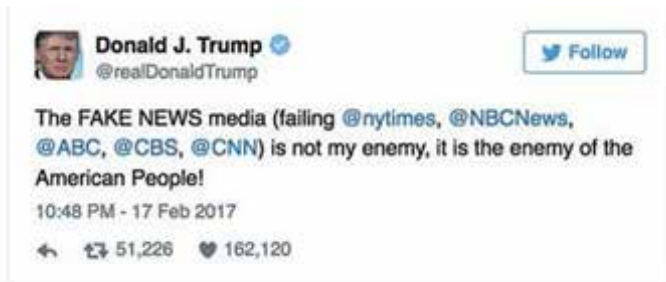 Donald J. Trump
Follow
@realDonaldTrump
The FAKE NEWS media (failing @nytimes, @NBCNews,
@ABC, @CBS, @CNN) is not my enemy, it is the enemy of the
American People!
10:48 PM - 17 Feb 2017
51,226 162,120